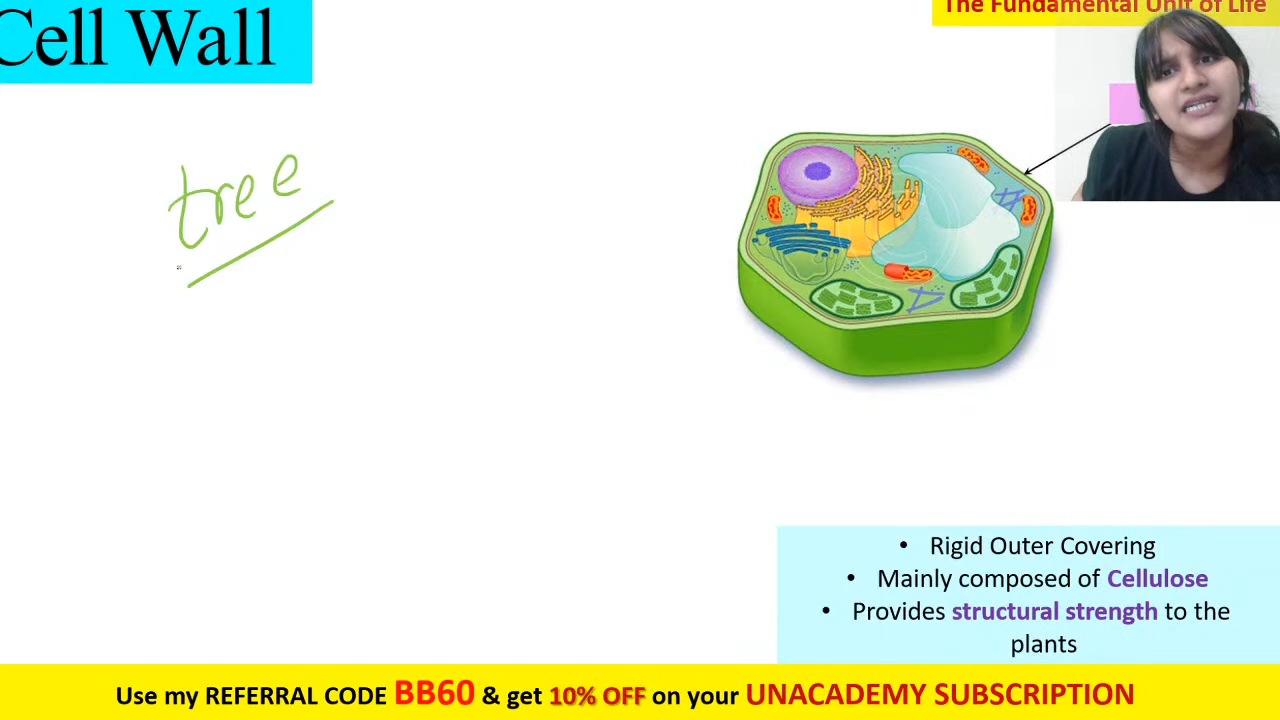 The Fundamental Unit of Life
Cell Wall
tree
• Rigid Outer Covering
• Mainly composed of Cellulose
• Provides structural strength to the
plants
Use my REFERRAL CODE BB60 & get 10% OFF on your UNACADEMY SUBSCRIPTION